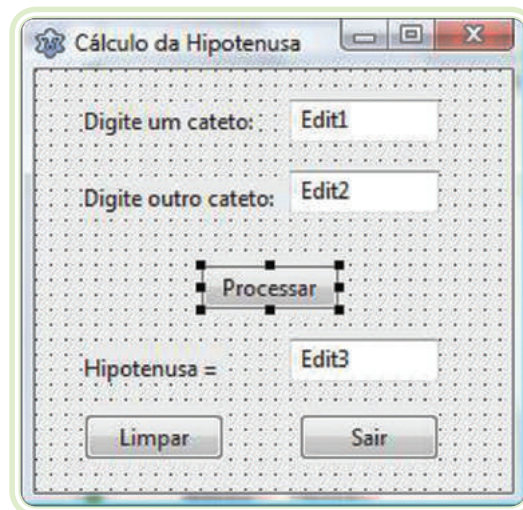 Cálculo da Hipotenusa
Digite um cateto: Edit1
Digite outro cateto: Edit2
Processar
Hipotenusa = Edit3
Limpar Sair